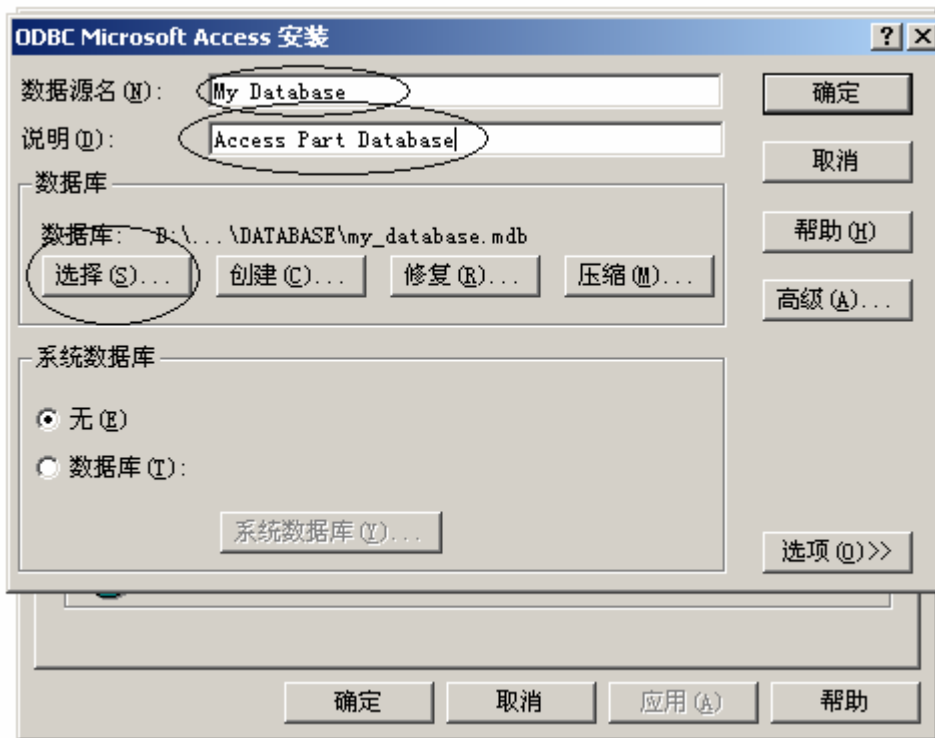 ODBC Microsoft Access 安装
数据源名(N): My Database
确定
说明(D): Access Part Database
取消
数据库
数据库: D:\...\DATABASE\my_database.mdb
帮助(H)
选择(S)... 创建(C)... 修复(R)... 压缩(M)...
高级(A)...
系统数据库
无(E)
数据库(T):
系统数据库(Y)...
选项(O)>>
确定 取消 应用(A) 帮助